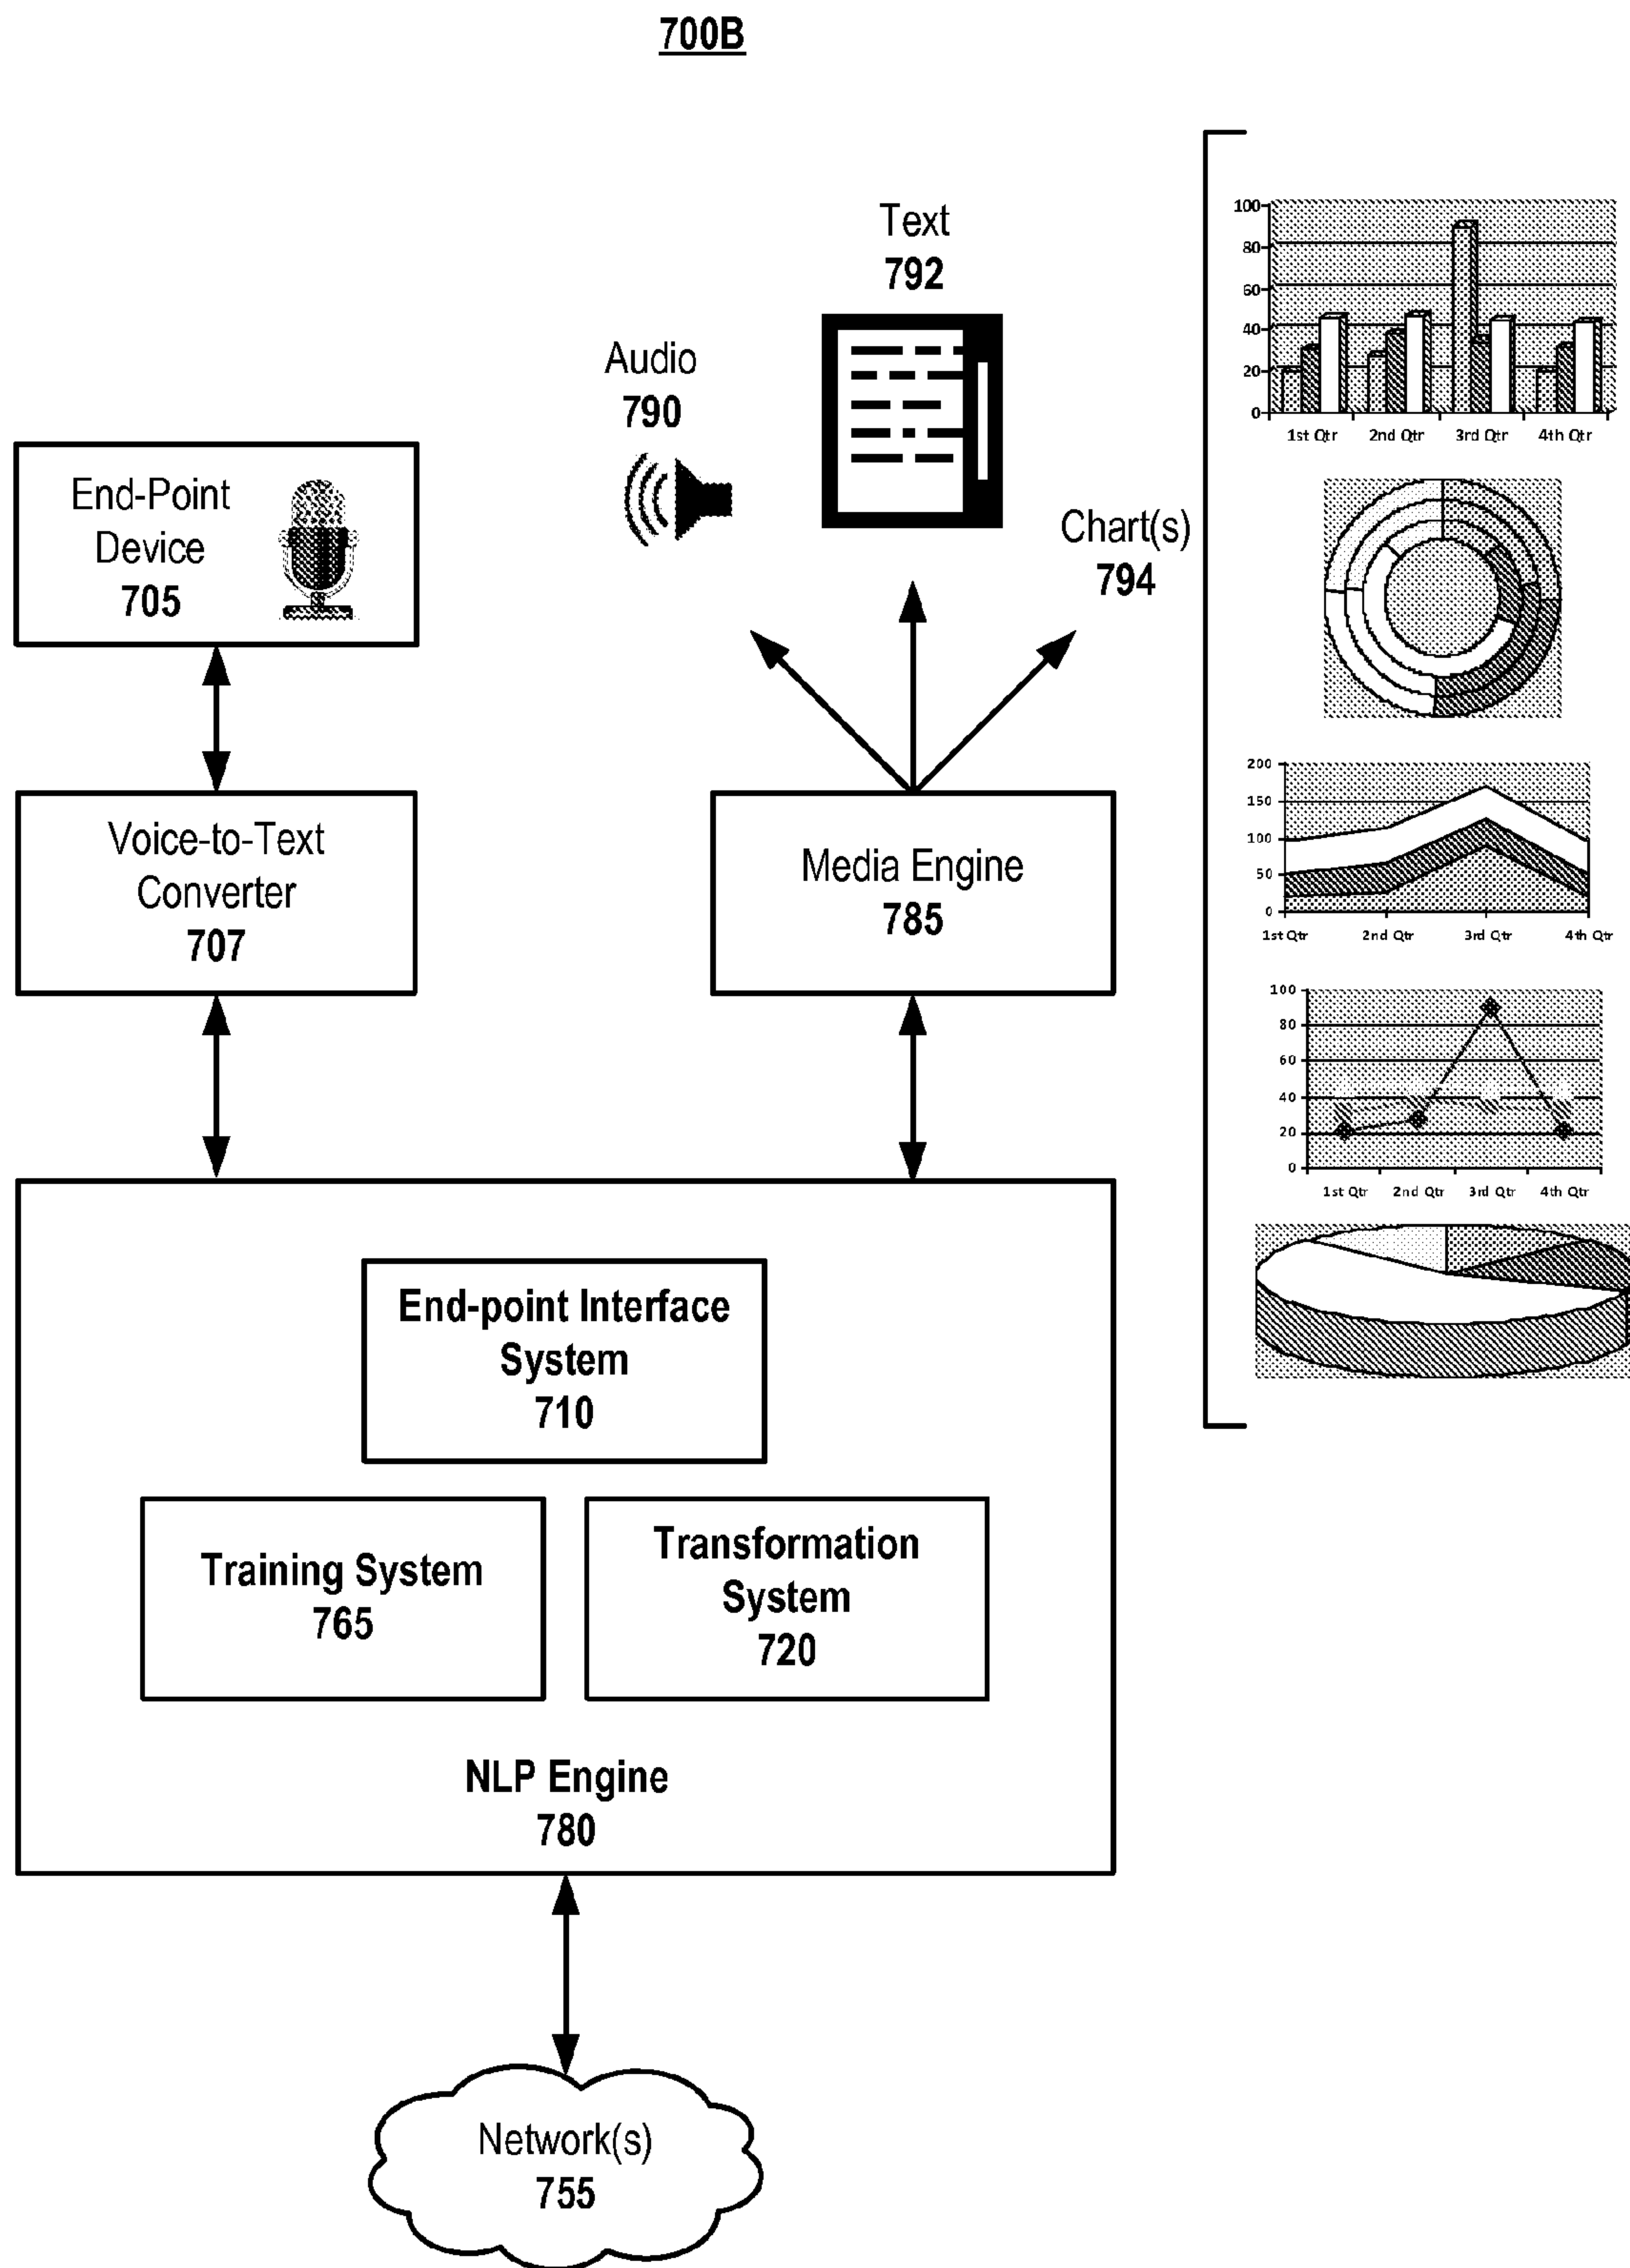 700B
Text
792
Audio
790
Chart(s)
794
End-Point
Device
705
Voice-to-Text
Converter
707
Media Engine
785
End-point Interface
System
710
Training System
765
Transformation
System
720
NLP Engine
780
Network(s)
755
100
80
60
40
20
0
1st Qtr 2nd Qtr 3rd Qtr 4th Qtr
200
150
100
50
0
1st Qtr 2nd Qtr 3rd Qtr 4th Qtr
100
80
60
40
20
0
1st Qtr 2nd Qtr 3rd Qtr 4th Qtr